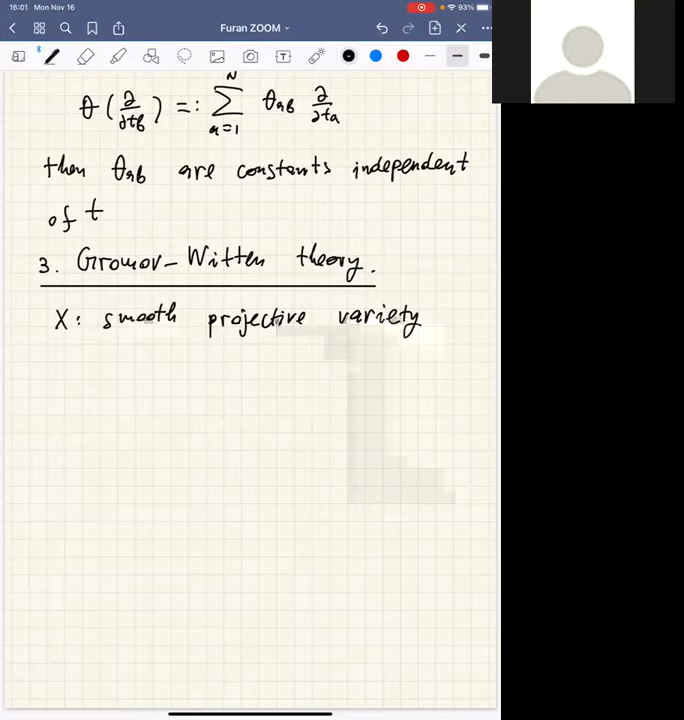 16:01 Mon Nov 16
93%
Furan ZOOM
θ(∂/∂t_b) =: ∑_{a=1}^{N} θ_{ab} ∂/∂t_a
then θ_{ab} are constants independent
of t
3. Gromov-Witten theory.
X: smooth projective variety